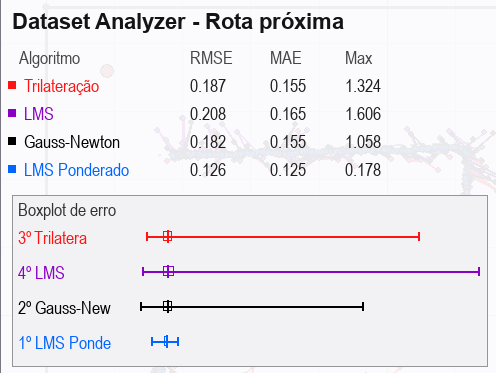 Dataset Analyzer - Rota próxima
Algoritmo RMSE MAE Max
Trilateração 0.187 0.155 1.324
LMS 0.208 0.165 1.606
Gauss-Newton 0.182 0.155 1.058
LMS Ponderado 0.126 0.125 0.178
Boxplot de erro
3º Trilatera
4º LMS
2º Gauss-New
1º LMS Ponde